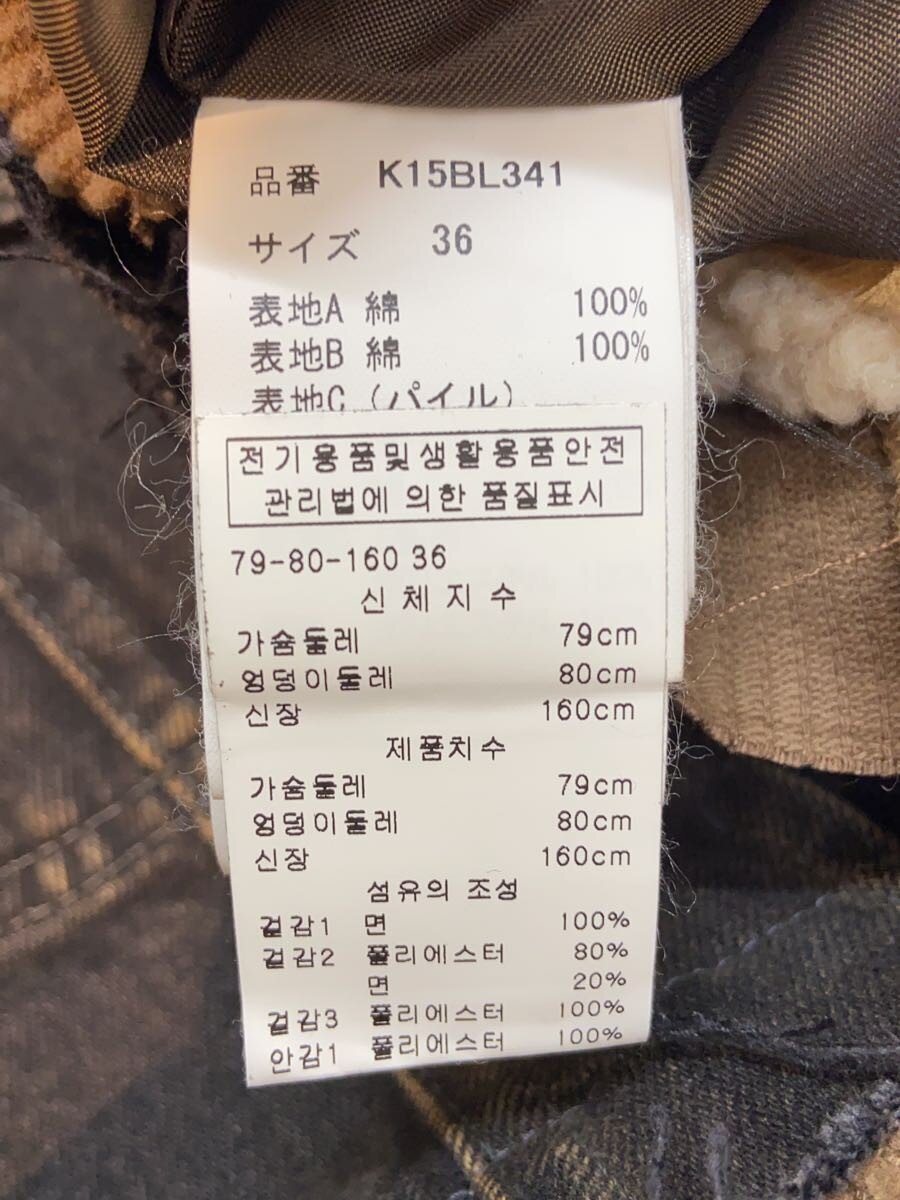 品番 K15BL341
サイズ 36
表地A 綿 100%
表地B 綿 100%
表地C (パイル)
전기용품및생활용품안전
관리법에 의한 품질표시
79-80-160 36
신체지수
가슴둘레 79cm
엉덩이둘레 80cm
신장 160cm
제품치수
가슴둘레 79cm
엉덩이둘레 80cm
신장 160cm
섬유의 조성
겉감1 면 100%
겉감2 폴리에스터 80%
면 20%
겉감3 폴리에스터 100%
안감1 폴리에스터 100%